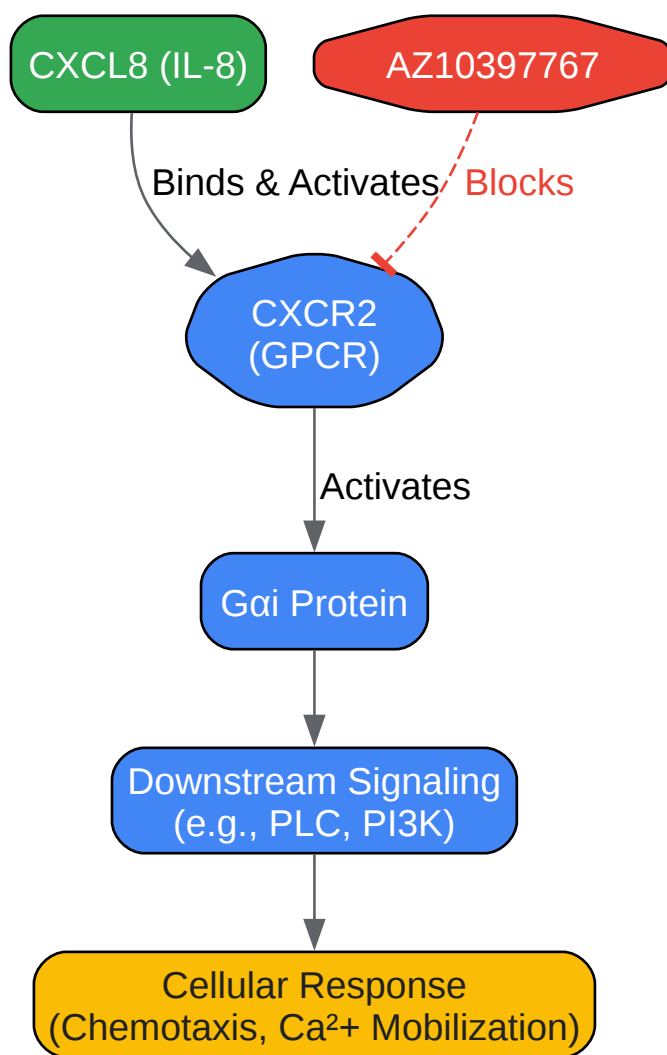 CXCL8 (IL-8)
AZ10397767
Binds & Activates
Blocks
CXCR2
(GPCR)
Activates
Gαi Protein
Downstream Signaling
(e.g., PLC, PI3K)
Cellular Response
(Chemotaxis, Ca²+ Mobilization)